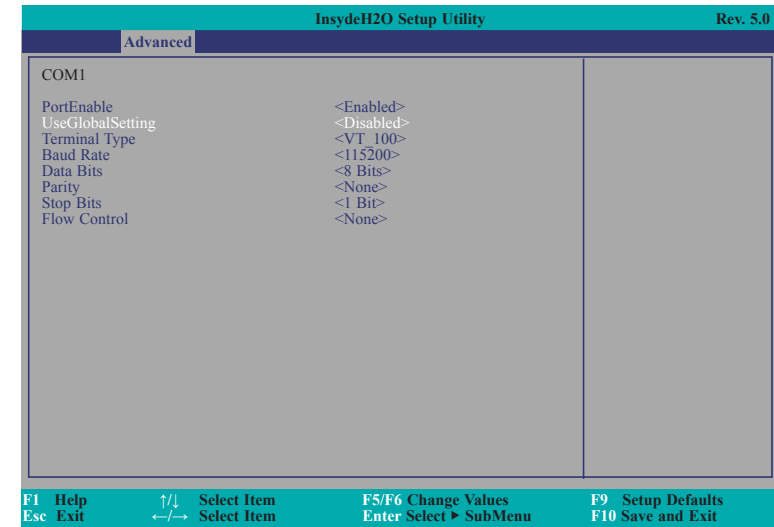 InsydeH2O Setup Utility Rev. 5.0
Advanced
COM1
PortEnable <Enabled>
UseGlobalSetting <Disabled>
Terminal Type <VT_100>
Baud Rate <115200>
Data Bits <8 Bits>
Parity <None>
Stop Bits <1 Bit>
Flow Control <None>
F1 Help ↑/↓ Select Item F5/F6 Change Values F9 Setup Defaults
Esc Exit ←/→ Select Item Enter Select ► SubMenu F10 Save and Exit